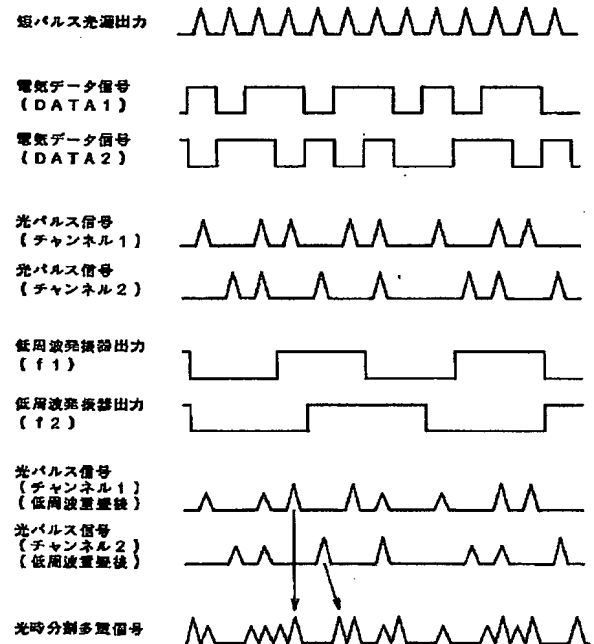 短パルス光源出力
電気データ信号
(DATA1)
電気データ信号
(DATA2)
光パルス信号
(チャンネル1)
光パルス信号
(チャンネル2)
低周波発振器出力
(f1)
低周波発振器出力
(f2)
光パルス信号
(チャンネル1)
(低周波重畳後)
光パルス信号
(チャンネル2)
(低周波重畳後)
光時分割多重信号